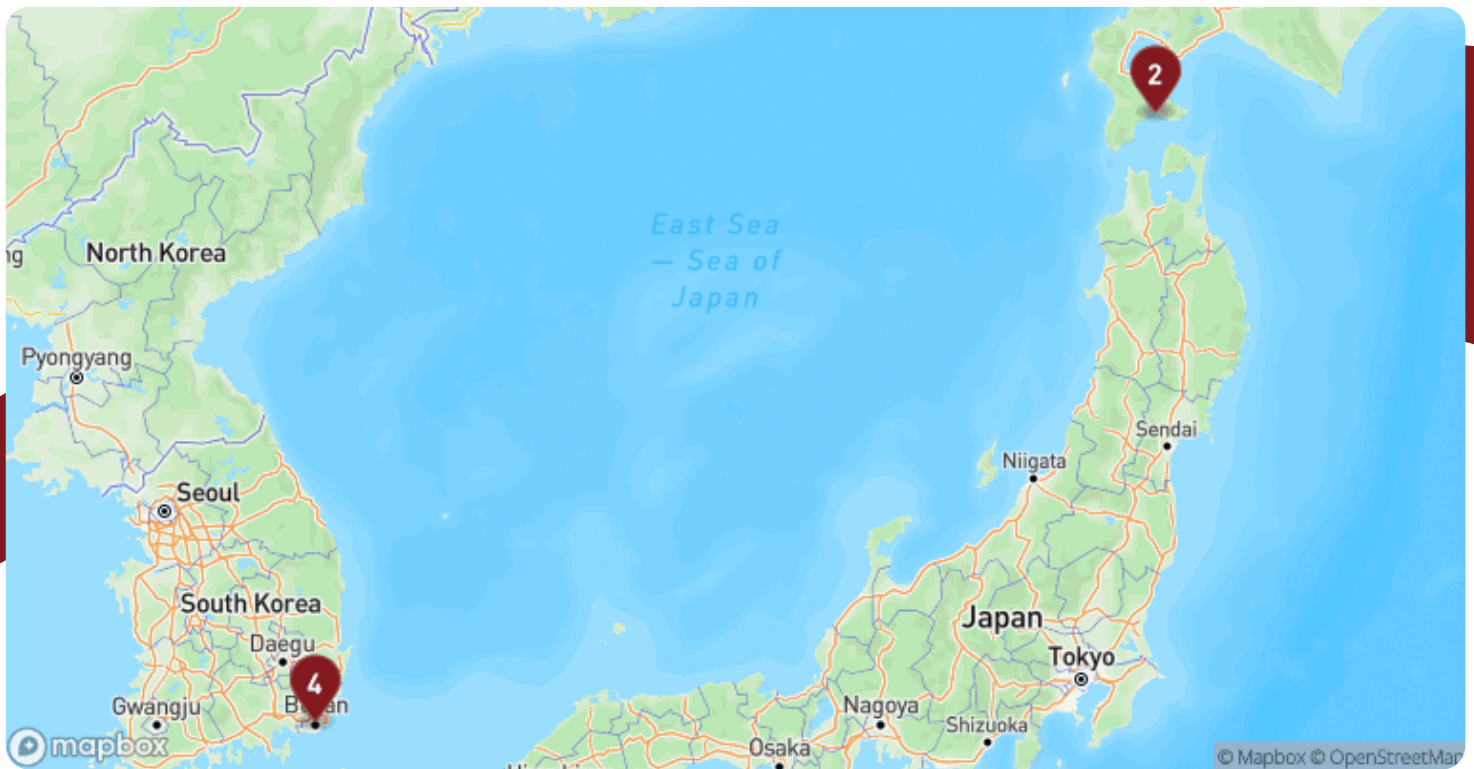 2
East Sea
— Sea of
Japan
ng
North Korea
Pyongyang
Sendai
Niigata
Seoul
South Korea
Japan
Daegu
Tokyo
4
Gwangju
Nagoya
Shizuoka
Osaka
mapbox
© Mapbox © OpenStreetMap